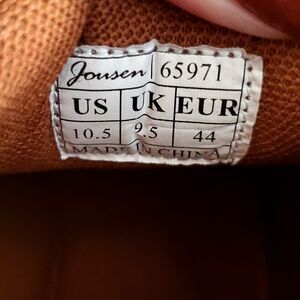 Jousen 65971
US UK EUR
10.5 9.5 44
MADE IN CHINA